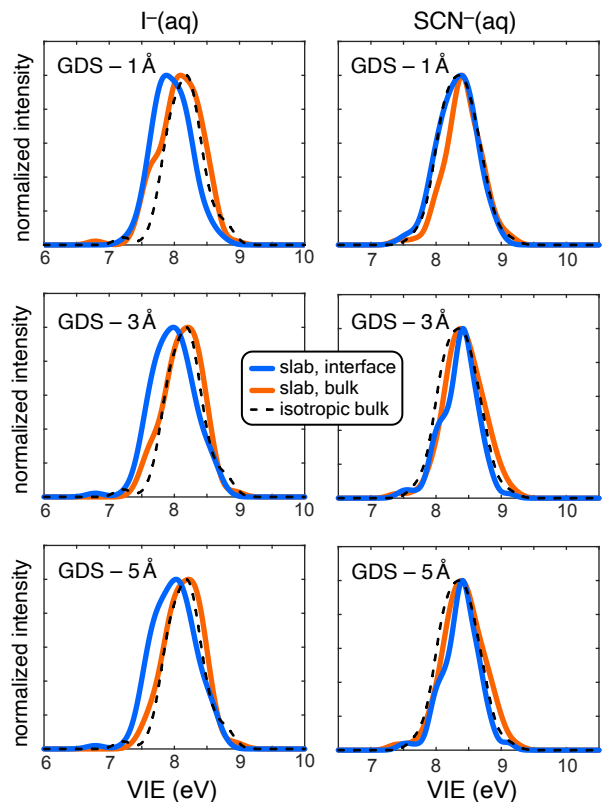 I⁻(aq)
SCN⁻(aq)
normalized intensity
GDS – 1 Å
6 7 8 9 10
GDS – 1 Å
7 8 9 10
normalized intensity
GDS – 3 Å
6 7 8 9 10
GDS – 3 Å
7 8 9 10
slab, interface
slab, bulk
isotropic bulk
normalized intensity
GDS – 5 Å
6 7 8 9 10
VIE (eV)
GDS – 5 Å
7 8 9 10
VIE (eV)